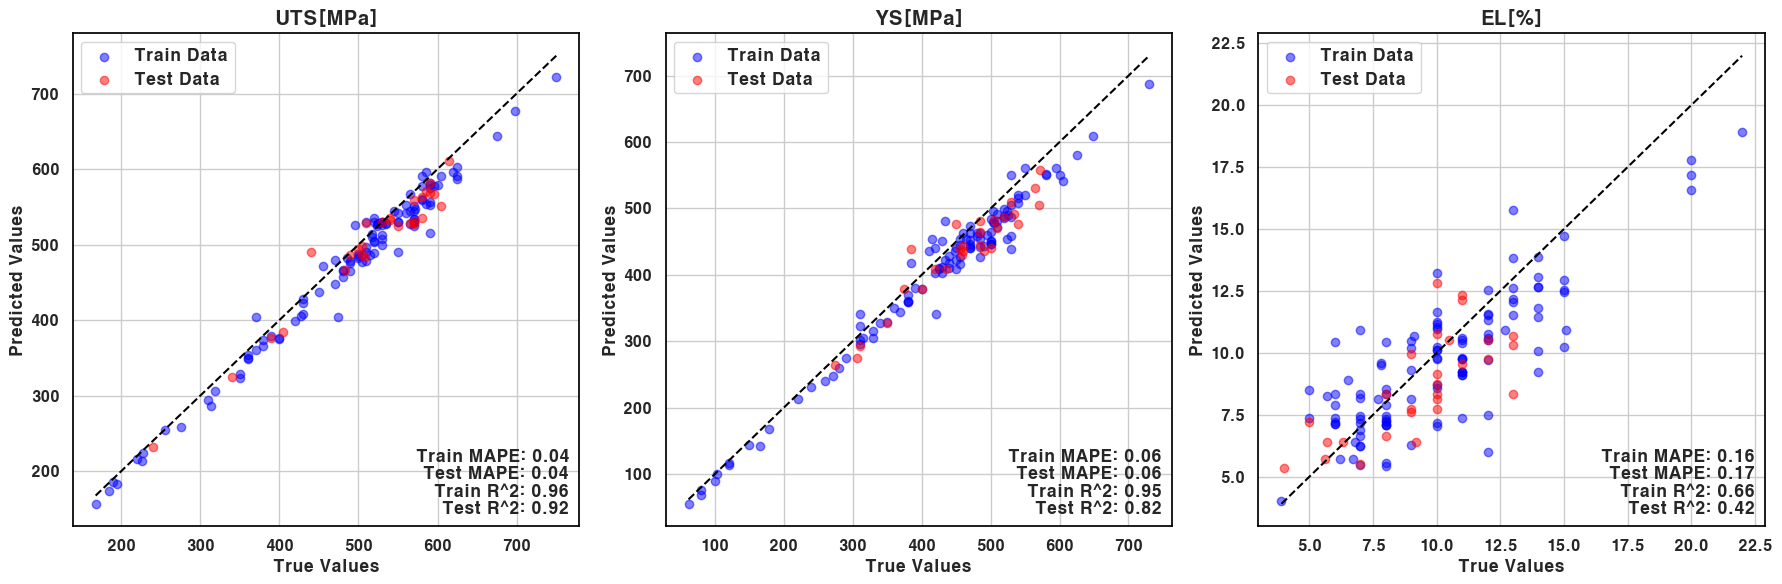 UTS[MPa]
Train Data
Test Data
700
600
500
400
300
200
Predicted Values
Train MAPE: 0.04
Test MAPE: 0.04
Train R^2: 0.96
Test R^2: 0.92
200 300 400 500 600 700
True Values
YS[MPa]
Train Data
Test Data
700
600
500
400
300
200
100
Predicted Values
Train MAPE: 0.06
Test MAPE: 0.06
Train R^2: 0.95
Test R^2: 0.82
100 200 300 400 500 600 700
True Values
EL[%]
Train Data
Test Data
22.5
20.0
17.5
15.0
12.5
10.0
7.5
5.0
Predicted Values
Train MAPE: 0.16
Test MAPE: 0.17
Train R^2: 0.66
Test R^2: 0.42
5.0 7.5 10.0 12.5 15.0 17.5 20.0 22.5
True Values